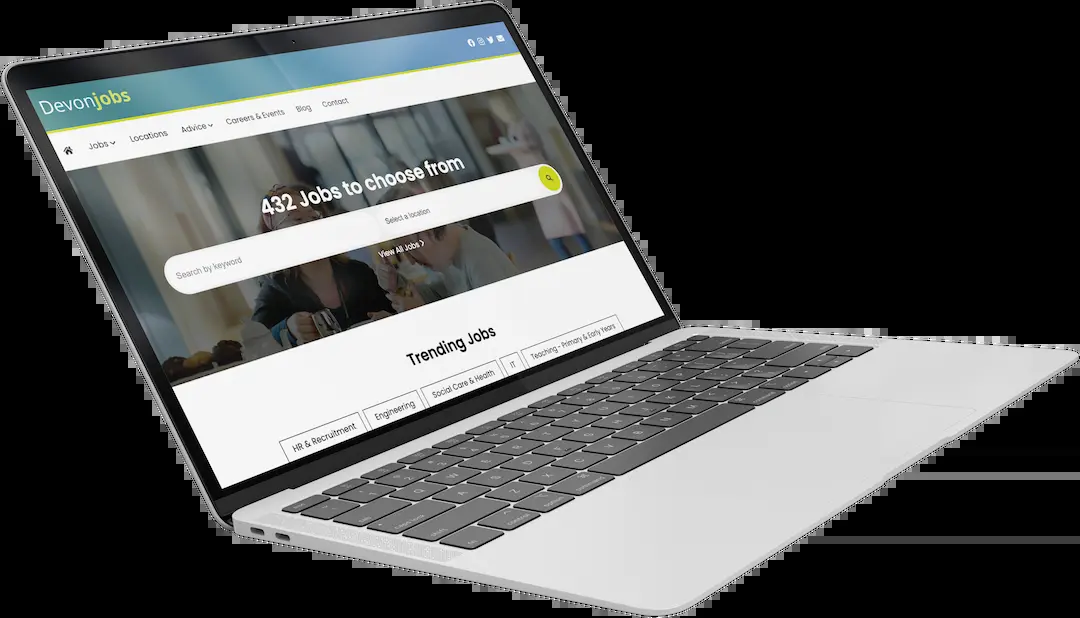 Devonjobs
Jobs
Locations
Advice
Careers & Events
Blog
Contact
432 Jobs to choose from
Search by keyword
Select a location
View All Jobs
Trending Jobs
HR & Recruitment
Engineering
Social Care & Health
IT
Teaching - Primary & Early Years